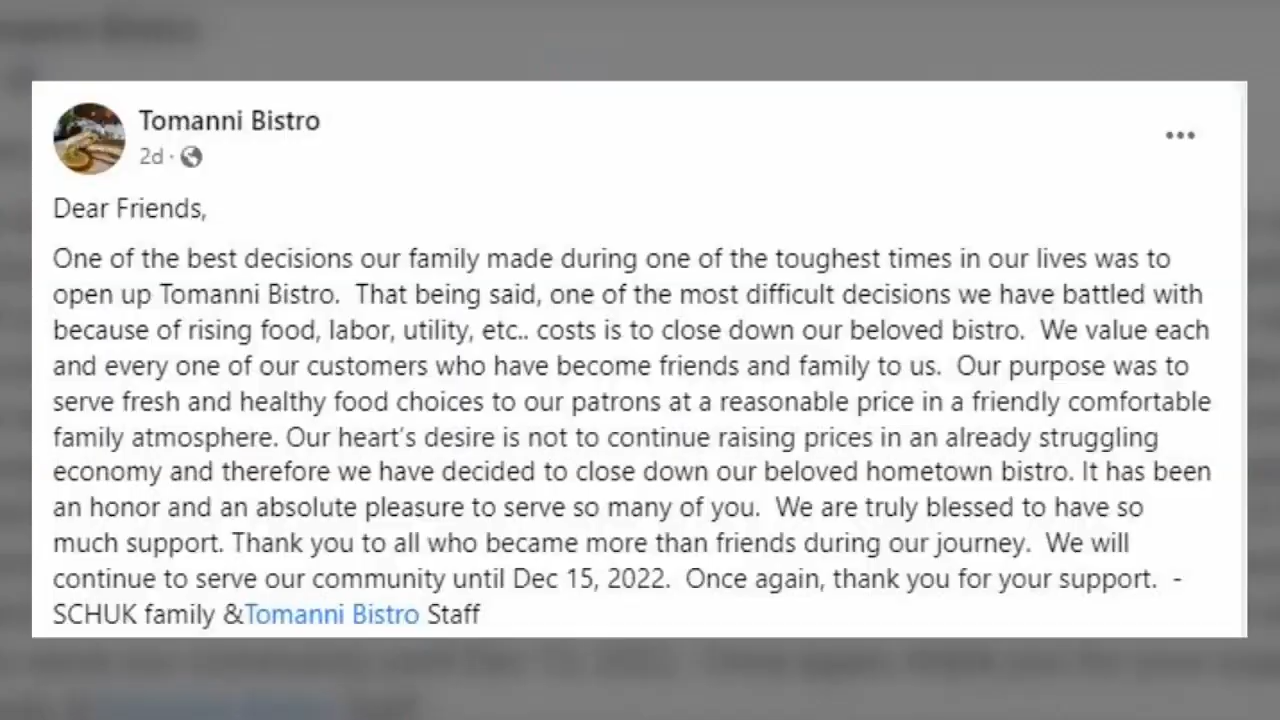 Tomanni Bistro
2d ·
Dear Friends,
One of the best decisions our family made during one of the toughest times in our lives was to
open up Tomanni Bistro.  That being said, one of the most difficult decisions we have battled with
because of rising food, labor, utility, etc.. costs is to close down our beloved bistro.  We value each
and every one of our customers who have become friends and family to us.  Our purpose was to
serve fresh and healthy food choices to our patrons at a reasonable price in a friendly comfortable
family atmosphere. Our heart's desire is not to continue raising prices in an already struggling
economy and therefore we have decided to close down our beloved hometown bistro. It has been
an honor and an absolute pleasure to serve so many of you.  We are truly blessed to have so
much support. Thank you to all who became more than friends during our journey.  We will
continue to serve our community until Dec 15, 2022.  Once again, thank you for your support.  -
SCHUK family &Tomanni Bistro Staff